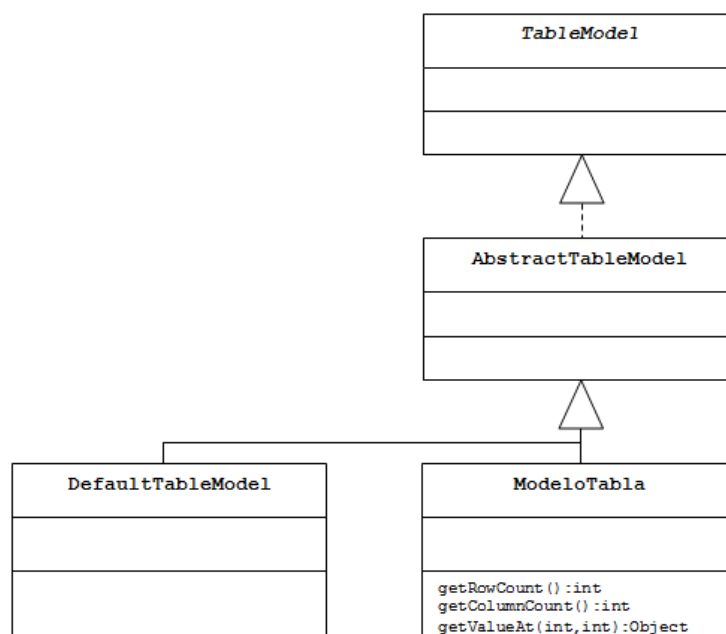 TableModel
AbstractTableModel
DefaultTableModel
ModeloTabla
getRowCount():int
getColumnCount():int
getValueAt(int,int):Object